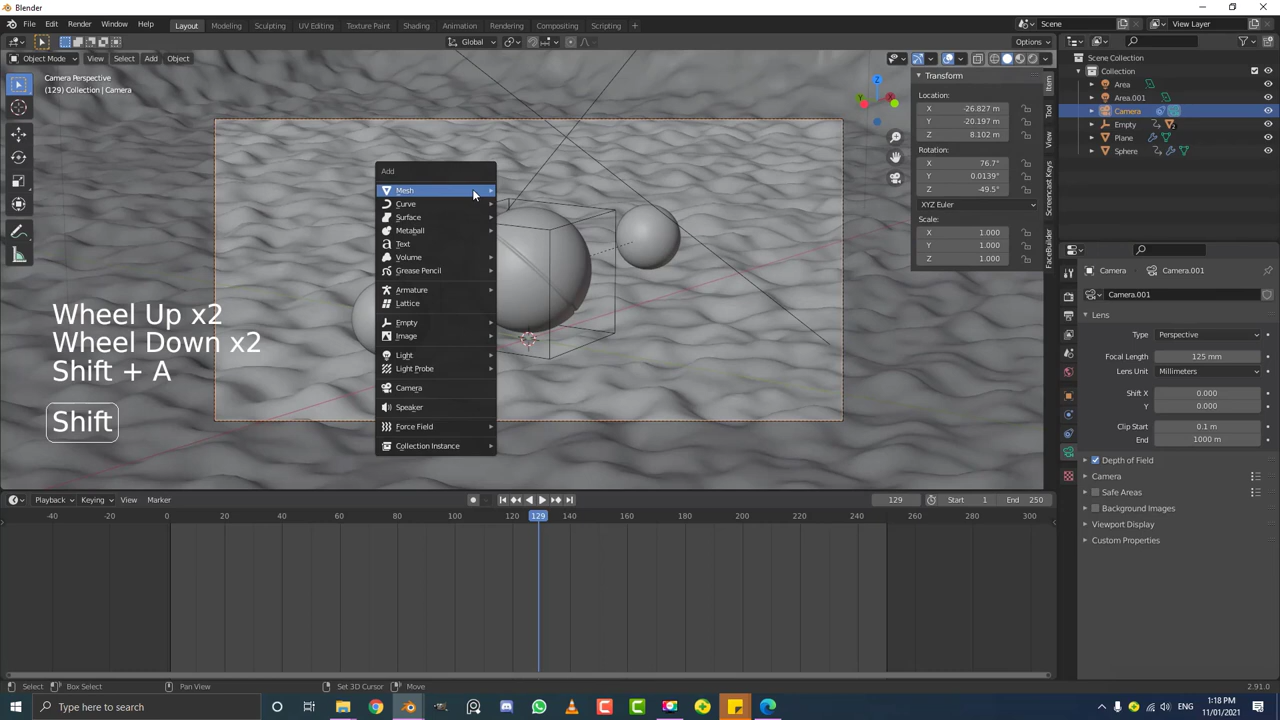 Blender
File Edit Render Window Help
Layout Modeling Sculpting UV Editing Texture Paint Shading Animation Rendering Compositing Scripting +
Scene View Layer
Global Options
Object Mode View Select Add Object
Camera Perspective
(129) Collection | Camera
Add
Mesh
Curve
Surface
Metaball
Text
Volume
Grease Pencil
Armature
Lattice
Empty
Image
Light
Light Probe
Camera
Speaker
Force Field
Collection Instance
Wheel Up x2
Wheel Down x2
Shift + A
Shift
Z
Y
X
Transform
Location:
X -26.827 m
Y -20.197 m
Z 8.102 m
Rotation:
X 76.7°
Y 0.0139°
Z -49.5°
XYZ Euler
Scale:
X 1.000
Y 1.000
Z 1.000
Item
Tool
View
Screencast Keys
FaceBuilder
Scene Collection
Collection
Area
Area.001
Camera
Empty
Plane
Sphere
Camera Camera.001
Camera.001
Lens
Type Perspective
Focal Length 125 mm
Lens Unit Millimeters
Shift X 0.000
Y 0.000
Clip Start 0.1 m
End 1000 m
Depth of Field
Camera
Safe Areas
Background Images
Viewport Display
Custom Properties
Playback Keying View Marker 129 Start 1 End 250
-40 -20 0 20 40 60 80 100 120 129 140 160 180 200 220 240 260 280 300
Select Box Select Pan View Set 3D Cursor Move 2.91.0
Type here to search
ENG
1:18 PM
11/01/2021